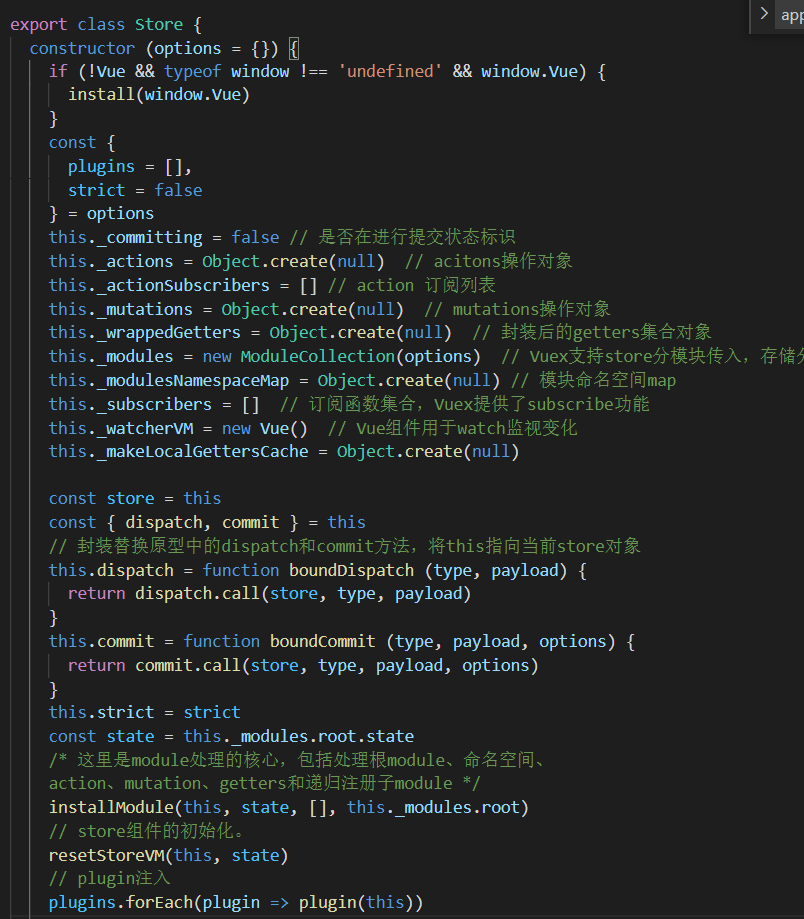 app
export class Store {
  constructor (options = {}) {
    if (!Vue && typeof window !== 'undefined' && window.Vue) {
      install(window.Vue)
    }
    const {
      plugins = [],
      strict = false
    } = options
    this._committing = false // 是否在进行提交状态标识
    this._actions = Object.create(null)  // acitons操作对象
    this._actionSubscribers = [] // action 订阅列表
    this._mutations = Object.create(null)  // mutations操作对象
    this._wrappedGetters = Object.create(null)  // 封装后的getters集合对象
    this._modules = new ModuleCollection(options)  // Vuex支持store分模块传入，存储分
    this._modulesNamespaceMap = Object.create(null) // 模块命名空间map
    this._subscribers = []  // 订阅函数集合，Vuex提供了subscribe功能
    this._watcherVM = new Vue()  // Vue组件用于watch监视变化
    this._makeLocalGettersCache = Object.create(null)

    const store = this
    const { dispatch, commit } = this
    // 封装替换原型中的dispatch和commit方法，将this指向当前store对象
    this.dispatch = function boundDispatch (type, payload) {
      return dispatch.call(store, type, payload)
    }
    this.commit = function boundCommit (type, payload, options) {
      return commit.call(store, type, payload, options)
    }
    this.strict = strict
    const state = this._modules.root.state
    /* 这里是module处理的核心，包括处理根module、命名空间、
    action、mutation、getters和递归注册子module */
    installModule(this, state, [], this._modules.root)
    // store组件的初始化。
    resetStoreVM(this, state)
    // plugin注入
    plugins.forEach(plugin => plugin(this))